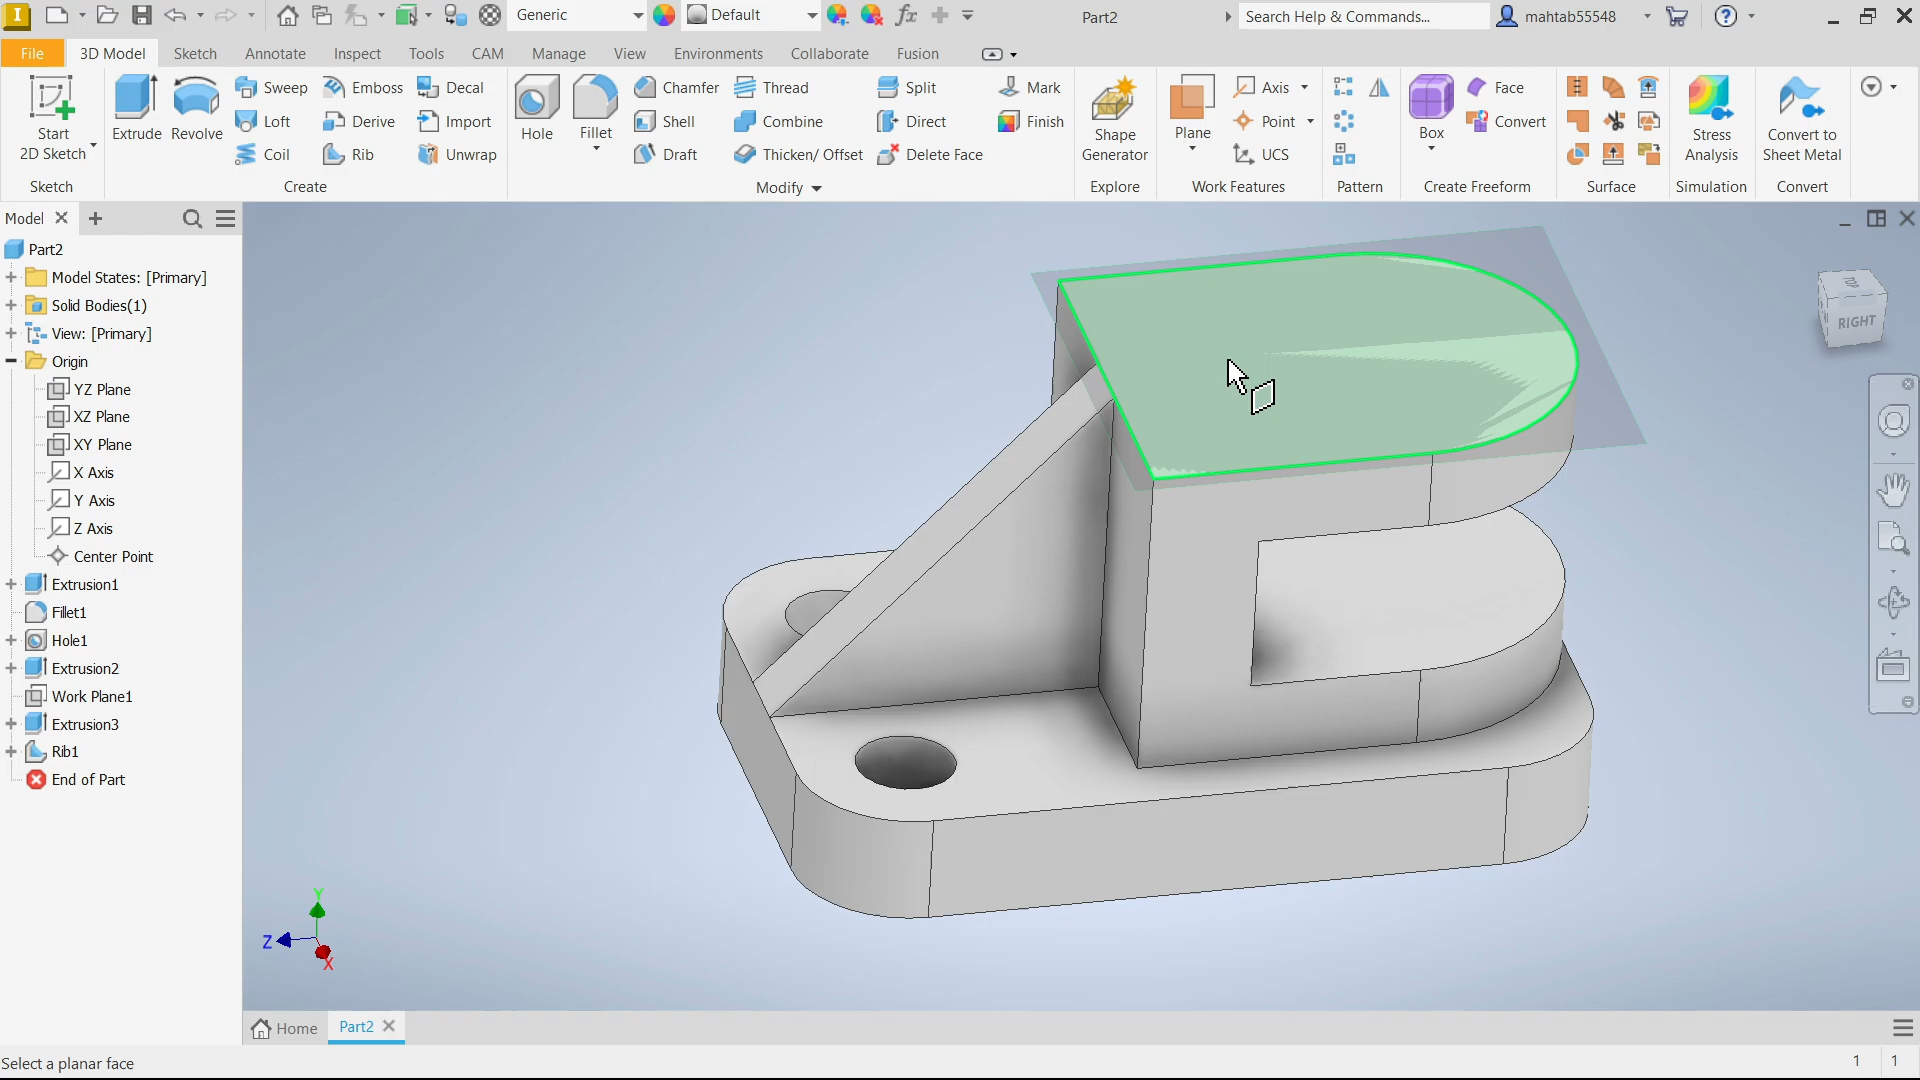 Generic
Default
fx
Part2
Search Help & Commands...
mahtab55548
File
3D Model
Sketch
Annotate
Inspect
Tools
CAM
Manage
View
Environments
Collaborate
Fusion
Start
2D Sketch
Sketch
Extrude
Revolve
Sweep
Loft
Coil
Emboss
Derive
Rib
Decal
Import
Unwrap
Create
Hole
Fillet
Chamfer
Shell
Draft
Thread
Combine
Thicken/ Offset
Split
Direct
Delete Face
Mark
Finish
Modify
Shape
Generator
Explore
Plane
Axis
Point
UCS
Work Features
Pattern
Box
Face
Convert
Create Freeform
Surface
Stress
Analysis
Simulation
Convert to
Sheet Metal
Convert
Model
Part2
Model States: [Primary]
Solid Bodies(1)
View: [Primary]
Origin
YZ Plane
XZ Plane
XY Plane
X Axis
Y Axis
Z Axis
Center Point
Extrusion1
Fillet1
Hole1
Extrusion2
Work Plane1
Extrusion3
Rib1
End of Part
TOP
RIGHT
Y
Z
X
Home
Part2
Select a planar face
1
1